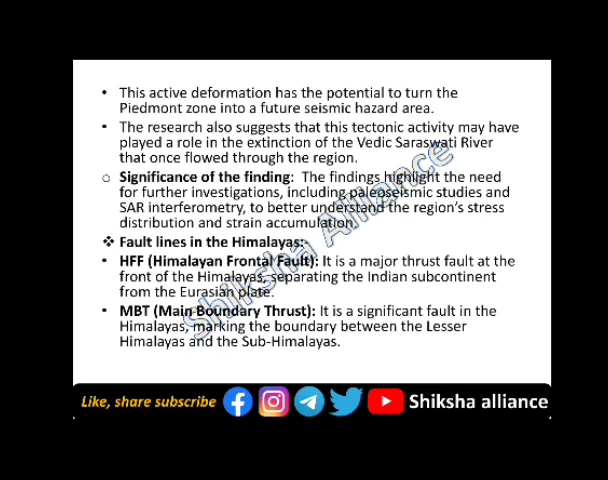 • This active deformation has the potential to turn the
Piedmont zone into a future seismic hazard area.
• The research also suggests that this tectonic activity may have
played a role in the extinction of the Vedic Saraswati River
that once flowed through the region.
○ Significance of the finding: The findings highlight the need
for further investigations, including paleoseismic studies and
SAR interferometry, to better understand the region's stress
distribution and strain accumulation.
❖ Fault lines in the Himalayas:-
• HFF (Himalayan Frontal Fault): It is a major thrust fault at the
front of the Himalayas, separating the Indian subcontinent
from the Eurasian plate.
• MBT (Main Boundary Thrust): It is a significant fault in the
Himalayas, marking the boundary between the Lesser
Himalayas and the Sub-Himalayas.
Shiksha Alliance
Like, share subscribe Shiksha alliance